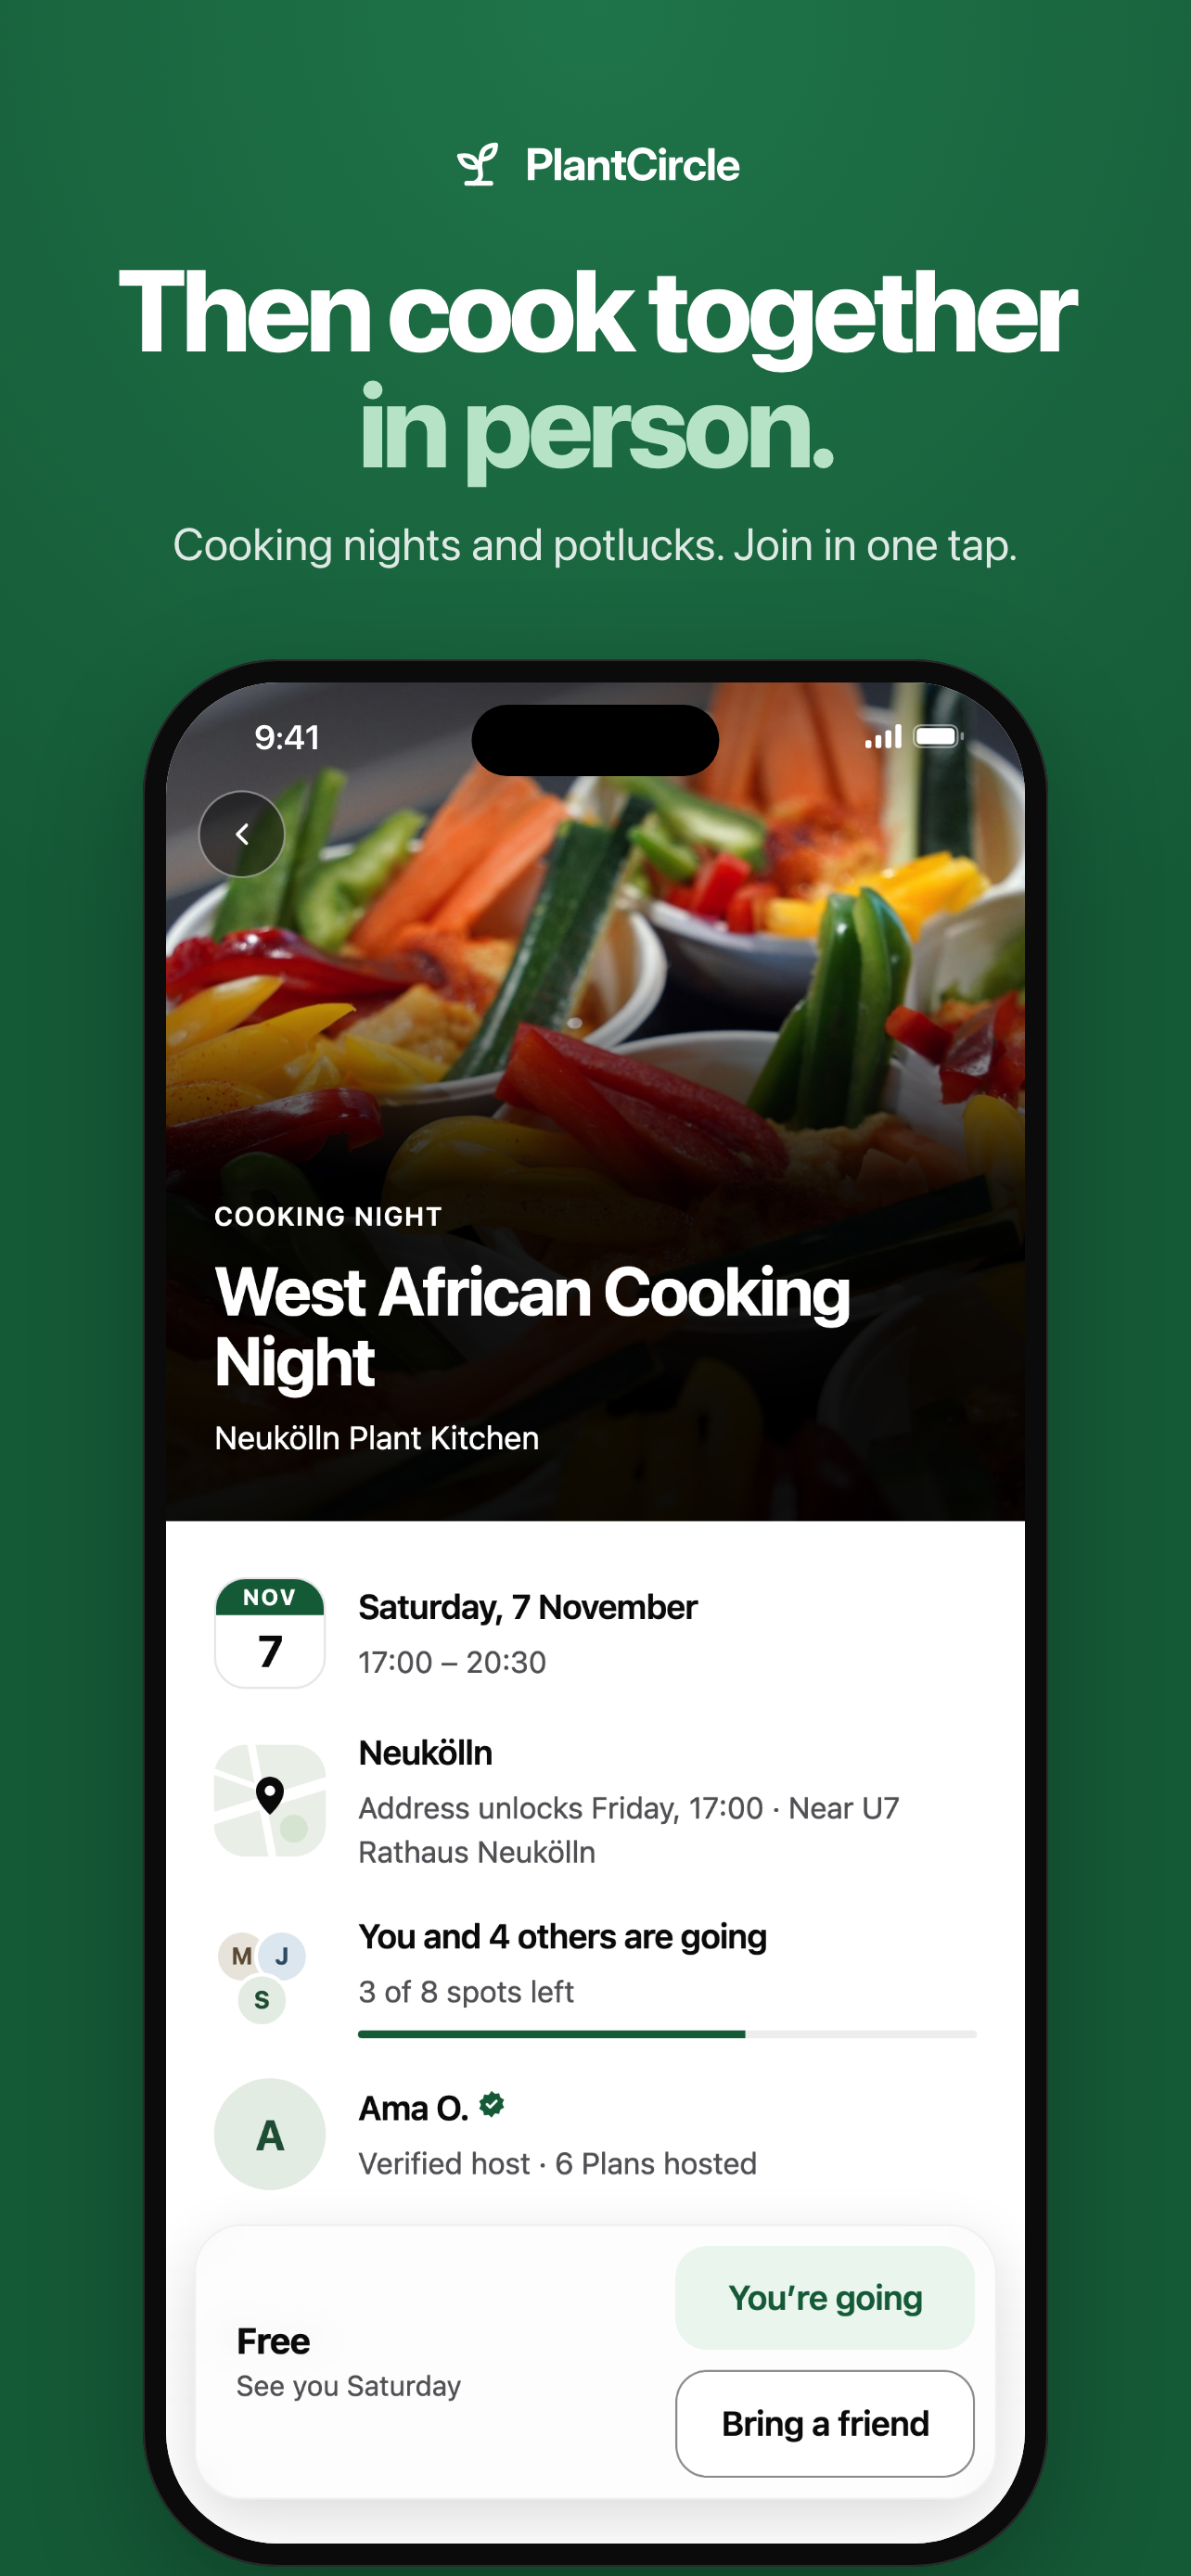 PlantCircle
Then cook together
in person.
Cooking nights and potlucks. Join in one tap.
9:41
COOKING NIGHT
West African Cooking
Night
Neukölln Plant Kitchen
NOV
7
Saturday, 7 November
17:00 – 20:30
Neukölln
Address unlocks Friday, 17:00 · Near U7
Rathaus Neukölln
M J
S
You and 4 others are going
3 of 8 spots left
A
Ama O.
Verified host · 6 Plans hosted
Free
See you Saturday
You’re going
Bring a friend